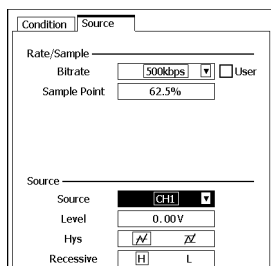 Condition Source
Rate/Sample
Bitrate 500kbps User
Sample Point 62.5%
Source
Source CH1
Level 0.00V
Hys
Recessive H L